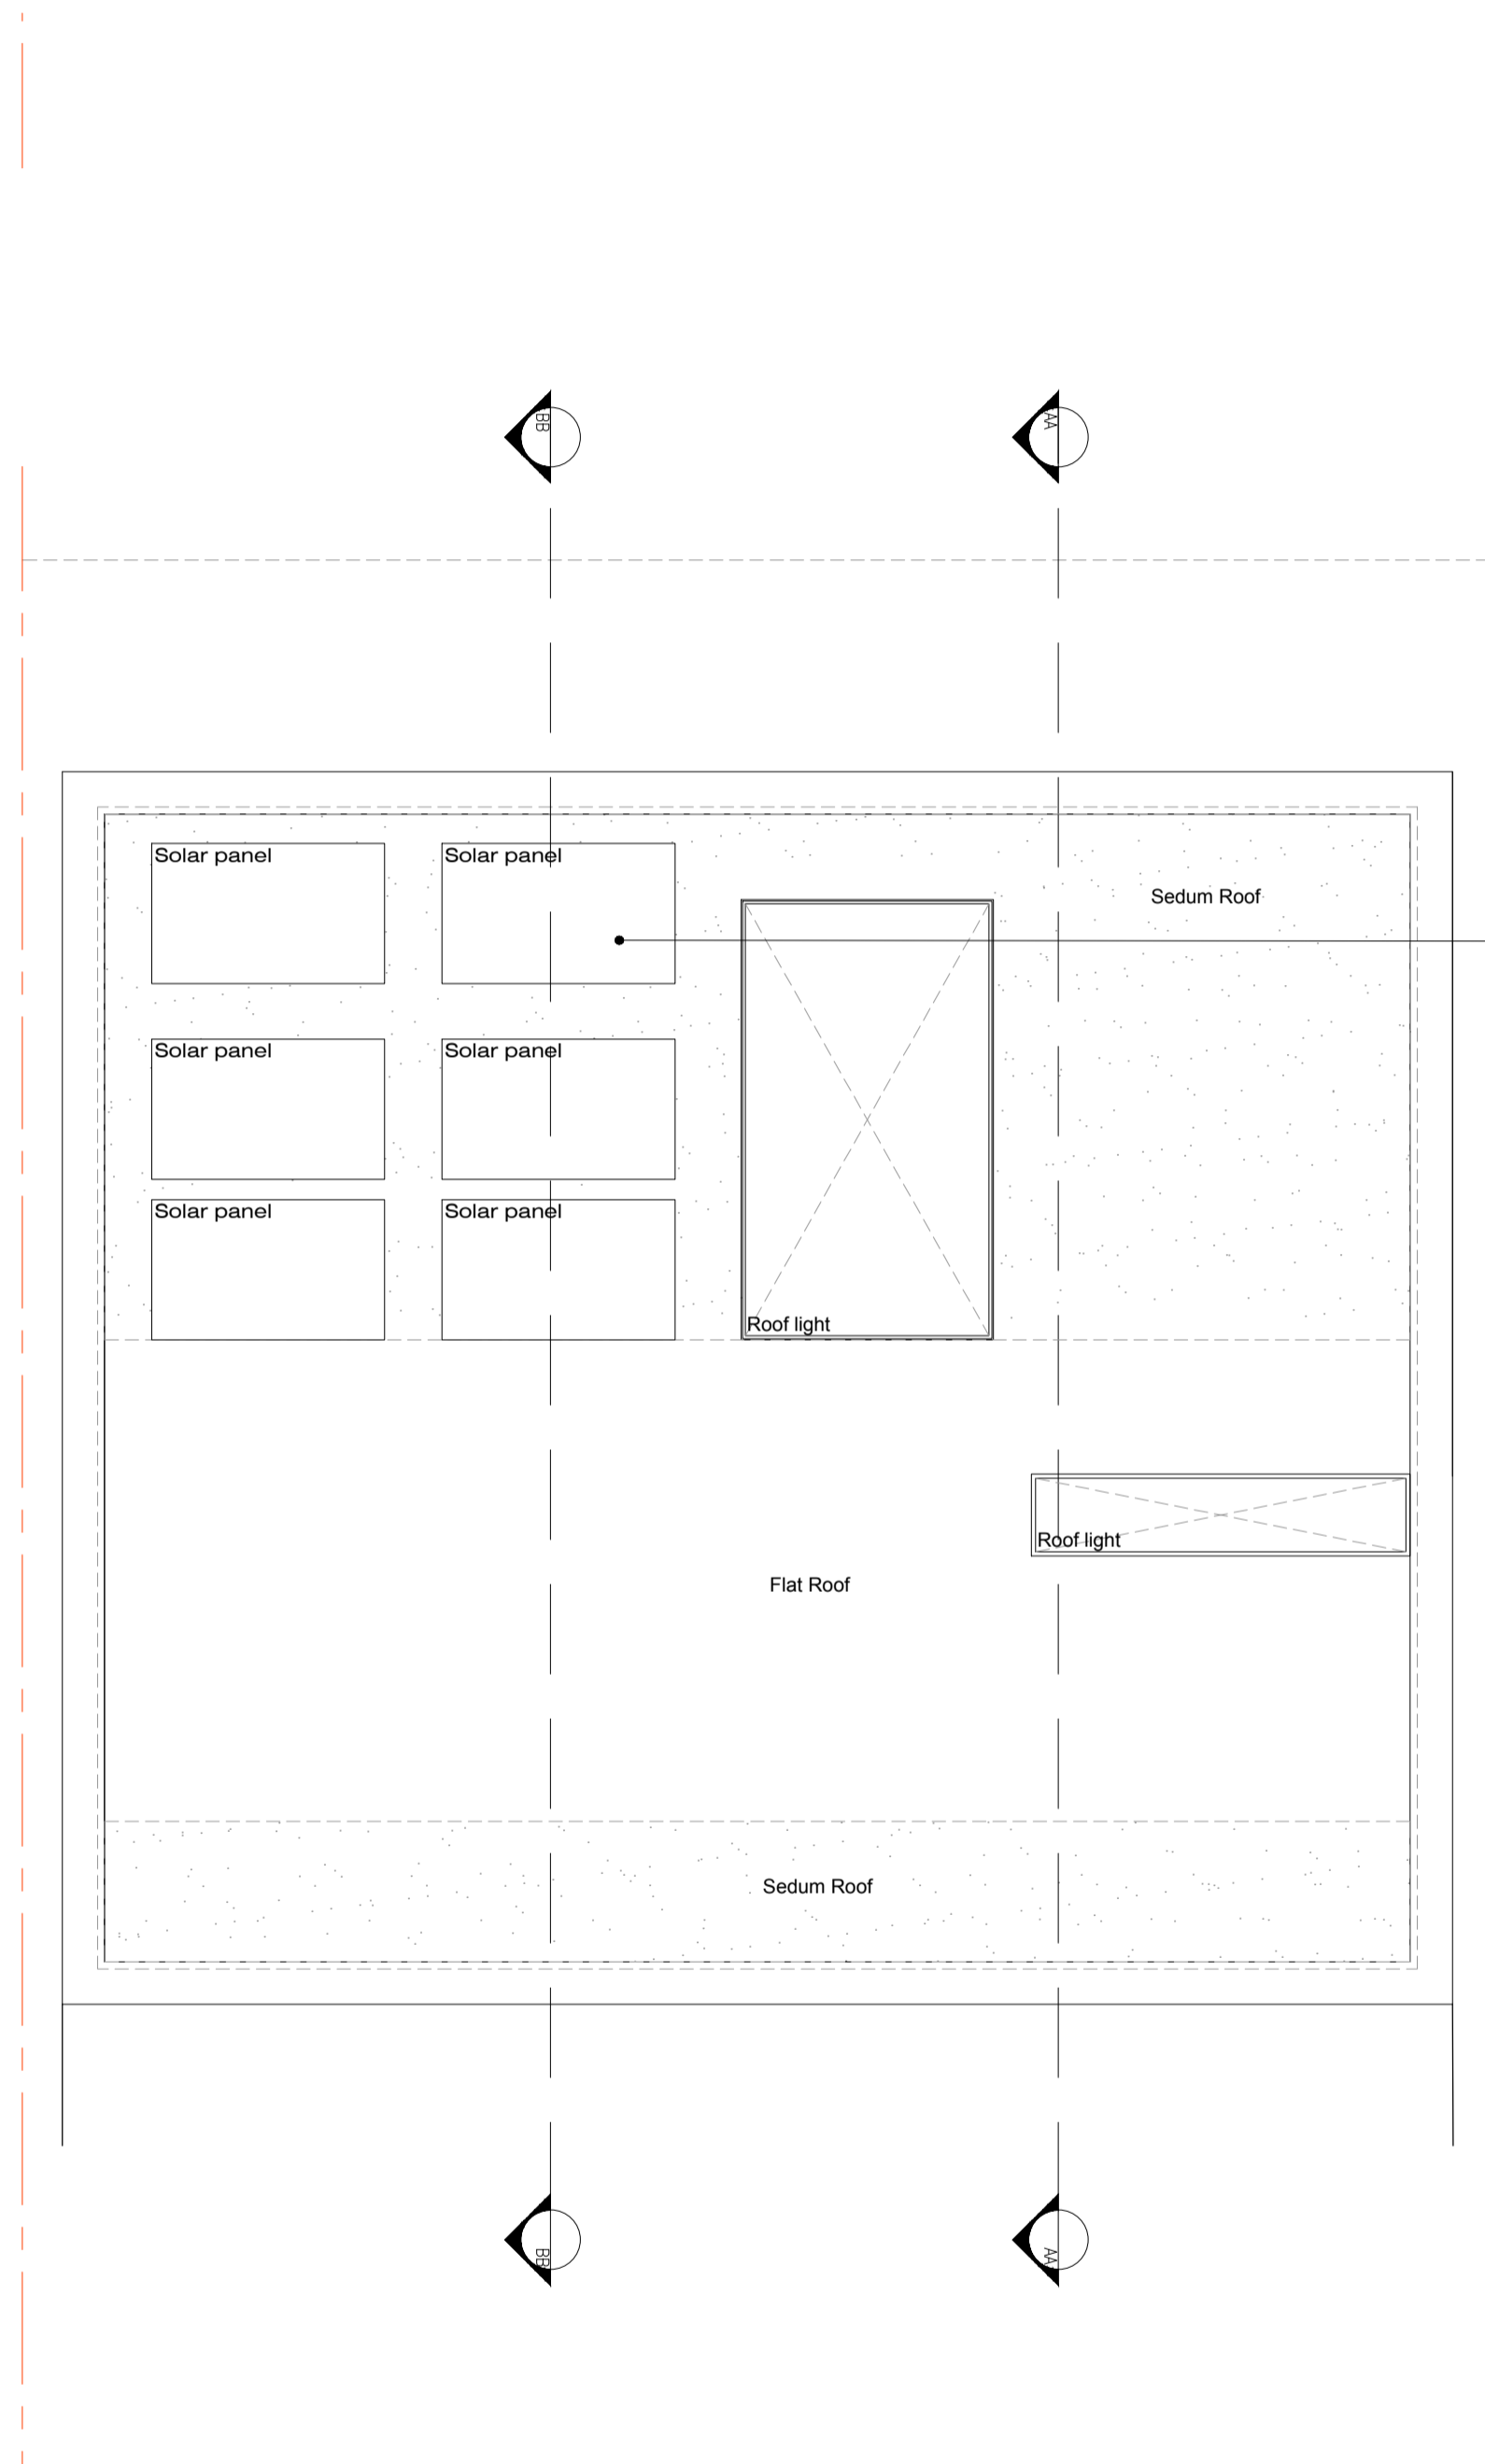 BB
AA
Solar panel
Solar panel
Sedum Roof
Solar panel
Solar panel
Solar panel
Solar panel
Roof light
Roof light
Flat Roof
Sedum Roof
BB
AA